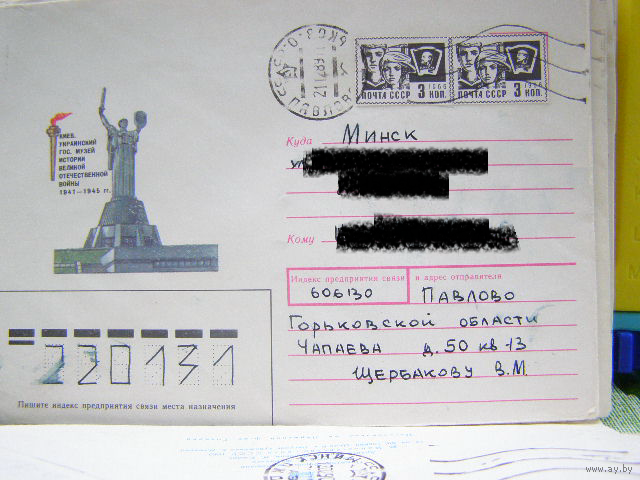 ПОЧТА СССР 3 КОП. 1966
ПОЧТА СССР 3 КОП. 1966
КИЕВ.
УКРАИНСКИЙ
ГОС. МУЗЕЙ
ИСТОРИИ
ВЕЛИКОЙ
ОТЕЧЕСТВЕННОЙ
ВОЙНЫ
1941—1945 гг.
Куда Минск
Кому
Индекс предприятия связи и адрес отправителя
606130 Павлово
Горьковской области
Чапаева д. 50 кв-13
Щербакову В. М
220131
Пишите индекс предприятия связи места назначения
www.ay.by